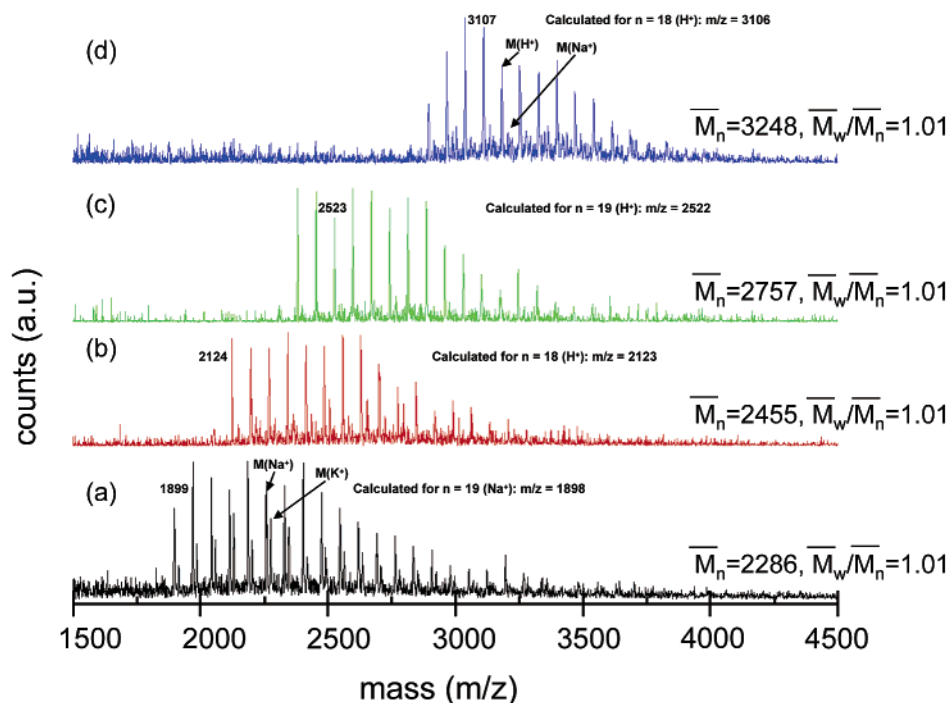 (d)
3107
Calculated for n = 18 (H⁺): m/z = 3106
M(H⁺)
M(Na⁺)
M̅n=3248, M̅w/M̅n=1.01
(c)
2523
Calculated for n = 19 (H⁺): m/z = 2522
M̅n=2757, M̅w/M̅n=1.01
(b)
2124
Calculated for n = 18 (H⁺): m/z = 2123
M̅n=2455, M̅w/M̅n=1.01
(a)
1899
M(Na⁺)
M(K⁺)
Calculated for n = 19 (Na⁺): m/z = 1898
M̅n=2286, M̅w/M̅n=1.01
counts (a.u.)
1500 2000 2500 3000 3500 4000 4500
mass (m/z)